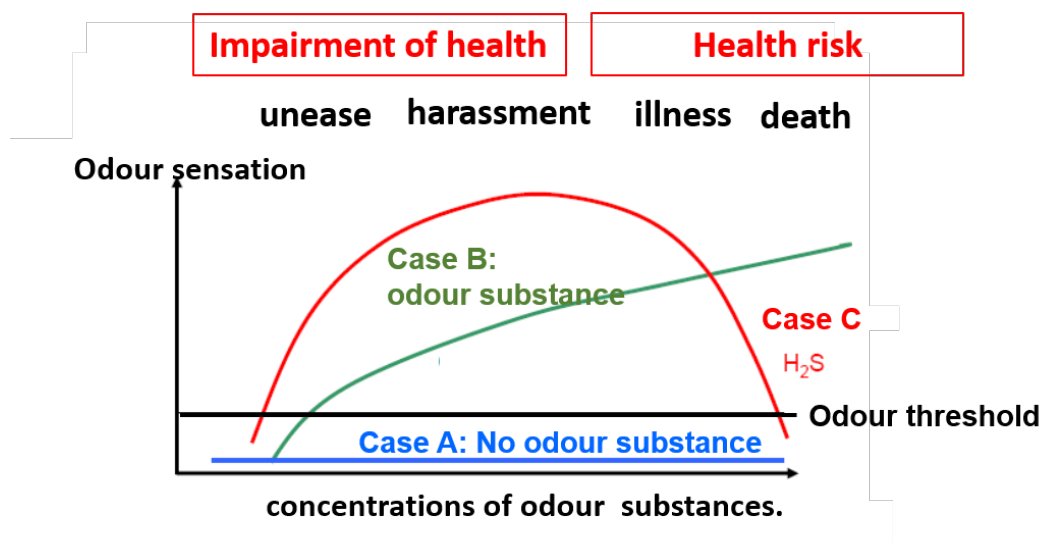 Impairment of health
Health risk
unease harassment illness death
Odour sensation
Case B:
odour substance
Case C
H₂S
Odour threshold
Case A: No odour substance
concentrations of odour substances.